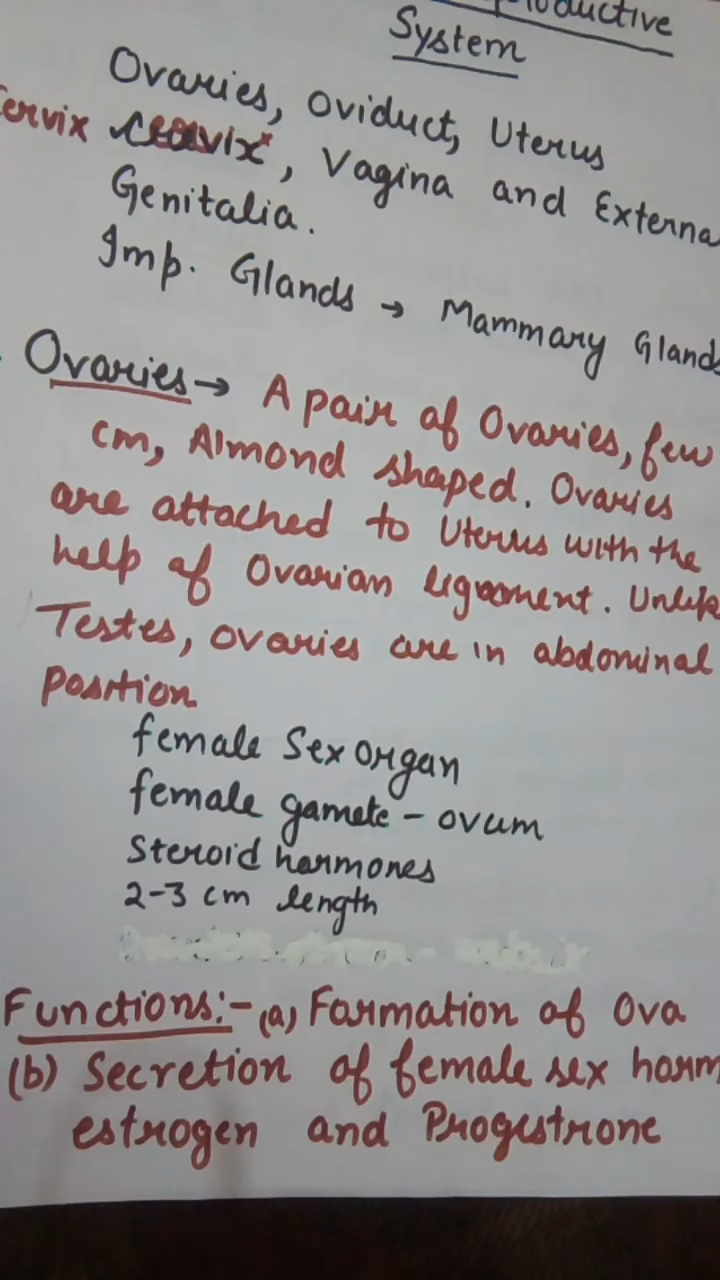 productive
System
Ovaries, Oviduct, Uterus
Cervix, Vagina and Externa
Genitalia.
Imp. Glands → Mammary Glands
Ovaries → A pair of Ovaries, few
cm, Almond shaped. Ovaries
are attached to Uterus with the
help of Ovarian ligament. Unlik
Testes, ovaries are in abdominal
Position
female Sex Organ
female gamete - ovum
Steroid hormones
2-3 cm length
Functions:- (a) Formation of Ova
(b) Secretion of female sex horm
estrogen and Progestrone